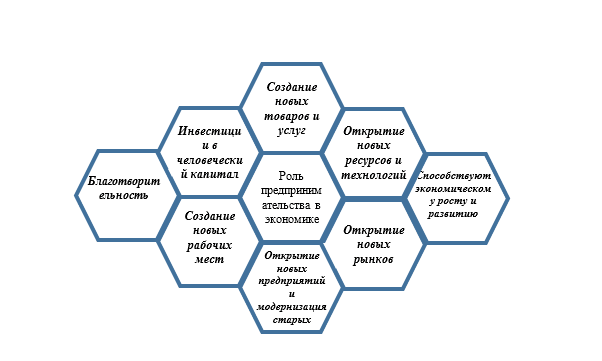 Создание
новых
товаров и
услуг
Инвестици
и в
человечески
й капитал
Открытие
новых
ресурсов и
технологий
Благотворит
ельность
Роль
предприним
ательства в
экономике
Способствуют
экономическом
у росту и
развитию
Создание
новых
рабочих
мест
Открытие
новых
рынков
Открытие
новых
предприятий
и
модернизация
старых